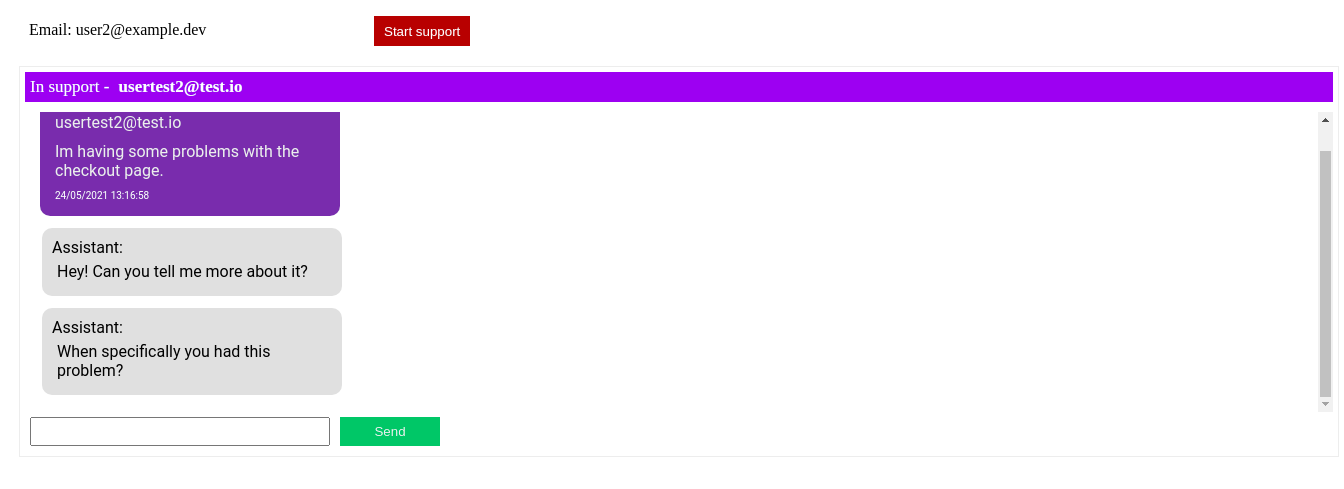 Email: user2@example.dev
Start support
In support - usertest2@test.io
usertest2@test.io
Im having some problems with the
checkout page.
24/05/2021 13:16:58
Assistant:
Hey! Can you tell me more about it?
Assistant:
When specifically you had this
problem?
Send